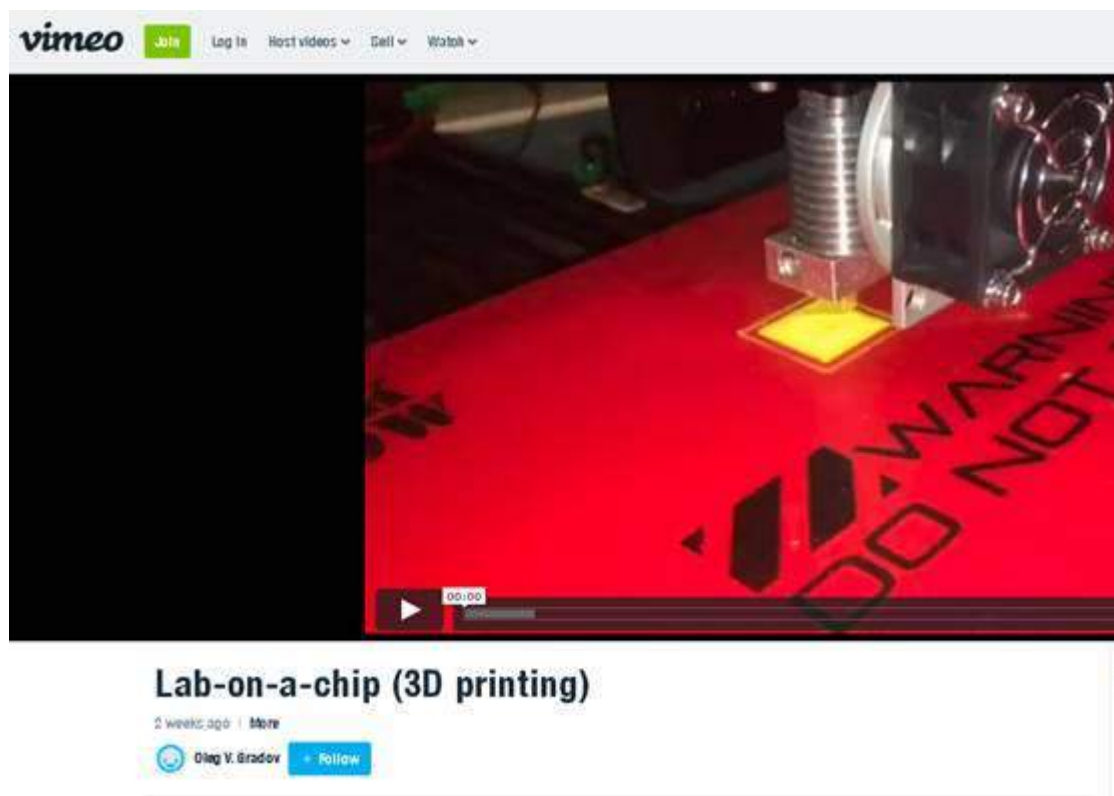 vimeo Join Log In Host videos Sell Watch
WARNIN
DO NOT
00:00
Lab-on-a-chip (3D printing)
2 weeks ago | More
Oleg V. Gradov + Follow